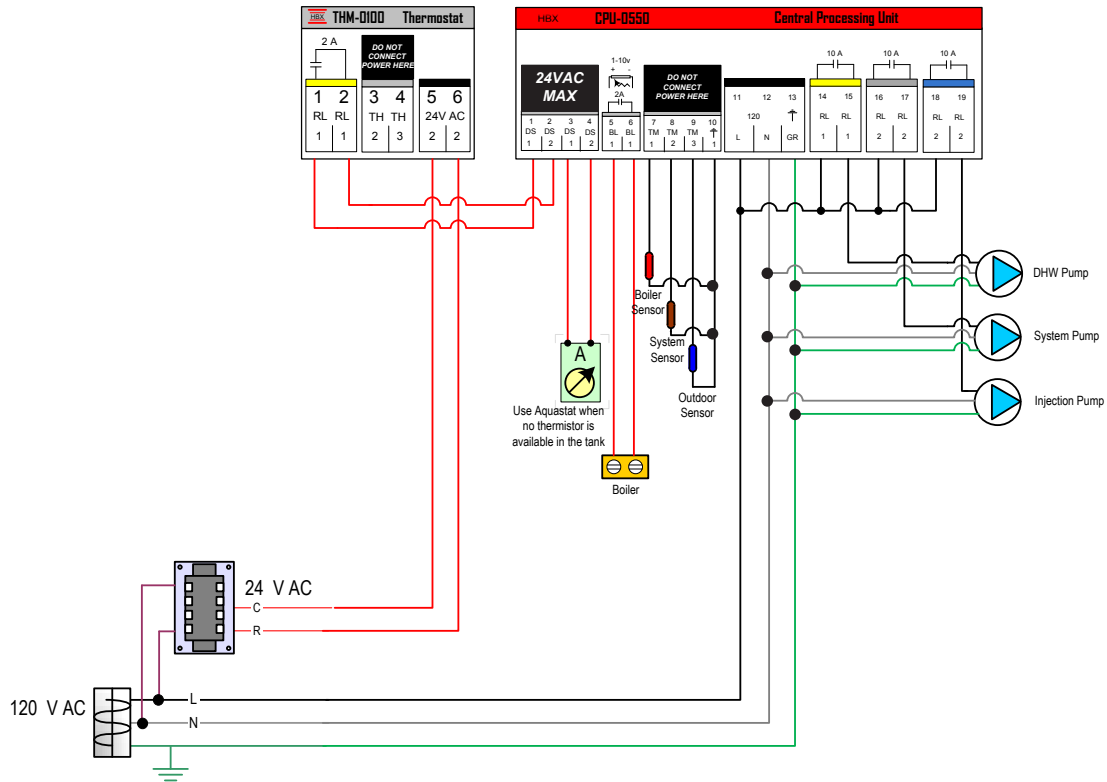 HBX THM-0100 Thermostat
2 A
DO NOT
CONNECT
POWER HERE
1 2 3 4 5 6
RL RL TH TH 24V AC
1 1 2 3 2 2
HBX CPU-0550 Central Processing Unit
24VAC
MAX
1-10v
+ -
2A
DO NOT
CONNECT
POWER HERE
10 A 10 A 10 A
1 2 3 4 5 6 7 8 9 10 11 12 13 14 15 16 17 18 19
DS DS DS DS BL BL TM TM TM 120 RL RL RL RL RL RL
1 2 1 2 1 1 1 2 3 1 L N GR 1 1 2 2 2 2
Boiler
Sensor
System
Sensor
Outdoor
Sensor
DHW Pump
System Pump
Injection Pump
A
Use Aquastat when
no thermistor is
available in the tank
Boiler
24 V AC
C
R
120 V AC
L
N